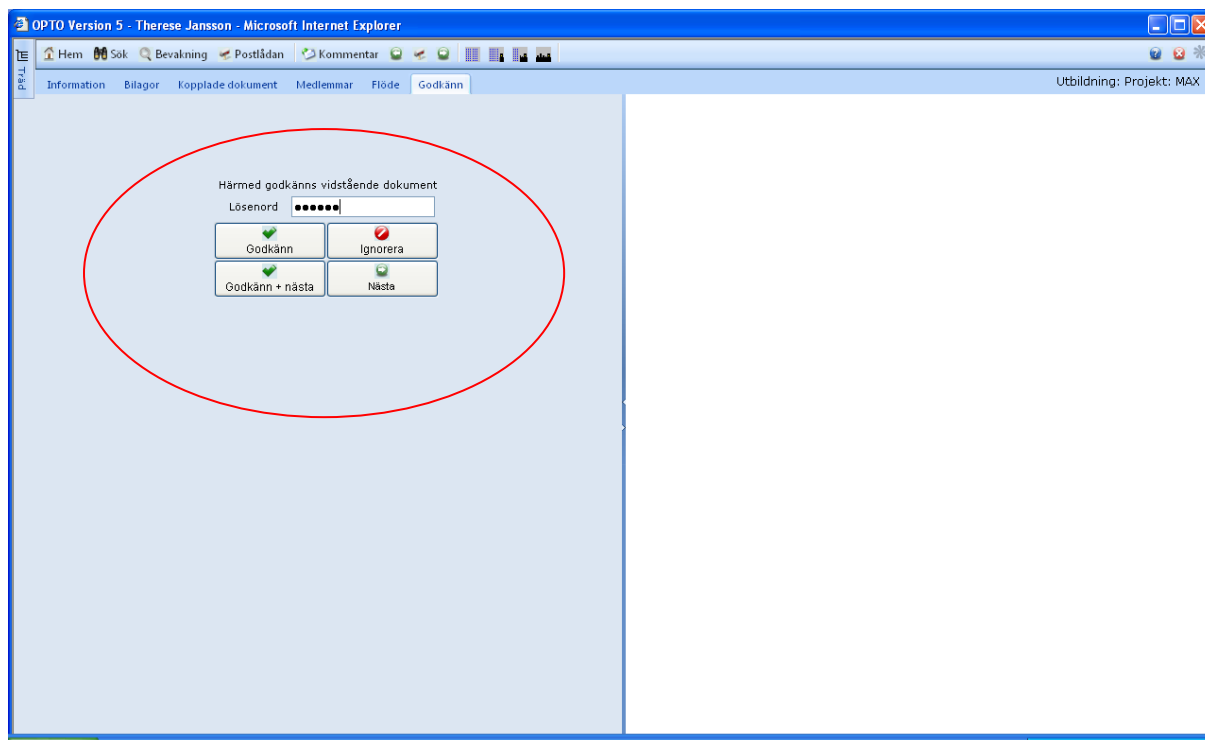 OPTO Version 5 - Therese Jansson - Microsoft Internet Explorer
Träd
Hem Sök Bevakning Postlådan Kommentar
Information Bilagor Kopplade dokument Medlemmar Flöde Godkänn
Utbildning: Projekt: MAX
Härmed godkänns vidstående dokument
Lösenord ••••••
Godkänn Ignorera
Godkänn + nästa Nästa